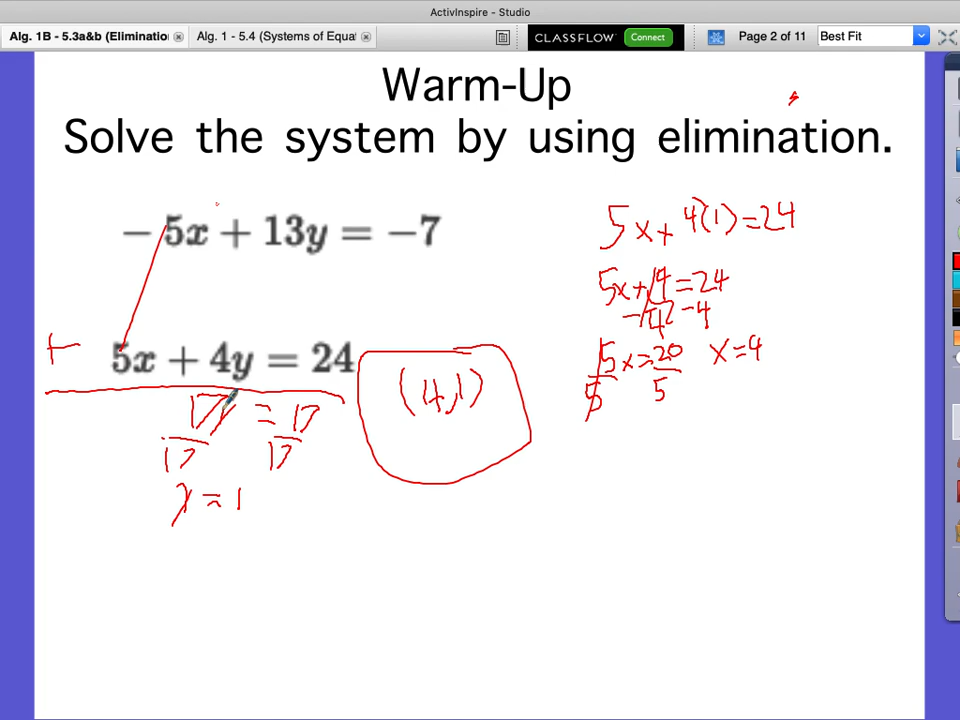 ActivInspire - Studio
Alg. 1B - 5.3a&b (Eliminatio
Alg. 1 - 5.4 (Systems of Equat
CLASSFLOW Connect
Page 2 of 11
Best Fit
Warm-Up
Solve the system by using elimination.
- 5x + 13y = -7
+ 5x + 4y = 24
17y = 17
17 17
y = 1
(4,1)
5x + 4(1) = 24
5x + 4 = 24
-4 -4
5x = 20
5 5
x = 4